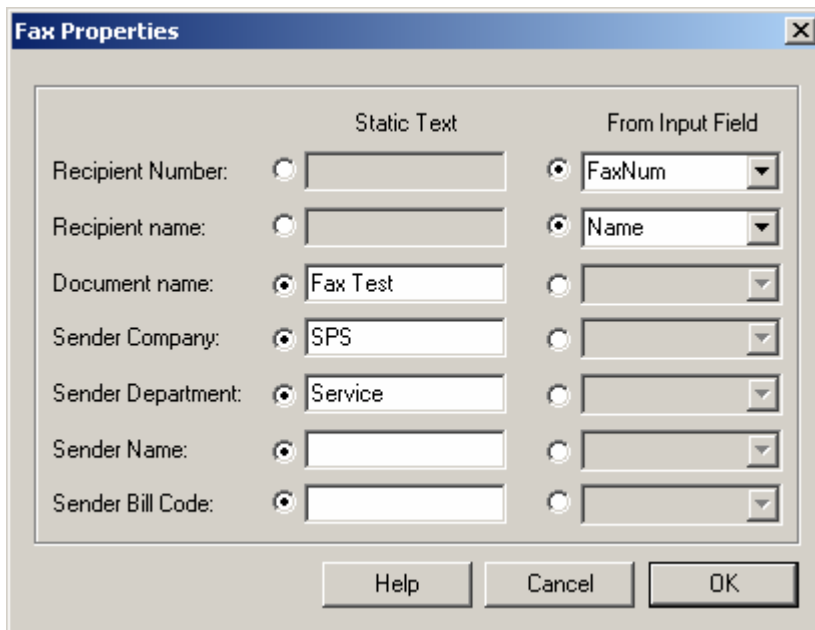 Fax Properties
Static Text From Input Field
Recipient Number: FaxNum
Recipient name: Name
Document name: Fax Test
Sender Company: SPS
Sender Department: Service
Sender Name:
Sender Bill Code:
Help Cancel OK